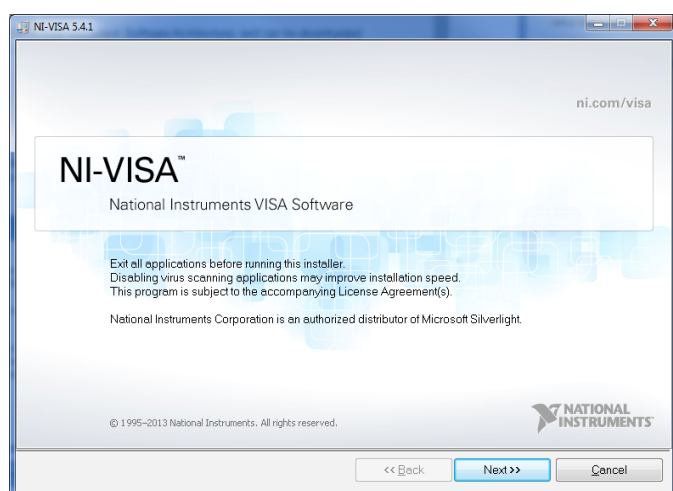 NI-VISA 5.4.1
ni.com/visa
NI-VISA™
National Instruments VISA Software
Exit all applications before running this installer.
Disabling virus scanning applications may improve installation speed.
This program is subject to the accompanying License Agreement(s).
National Instruments Corporation is an authorized distributor of Microsoft Silverlight.
© 1995–2013 National Instruments. All rights reserved.
NATIONAL
INSTRUMENTS™
<< Back
Next >>
Cancel